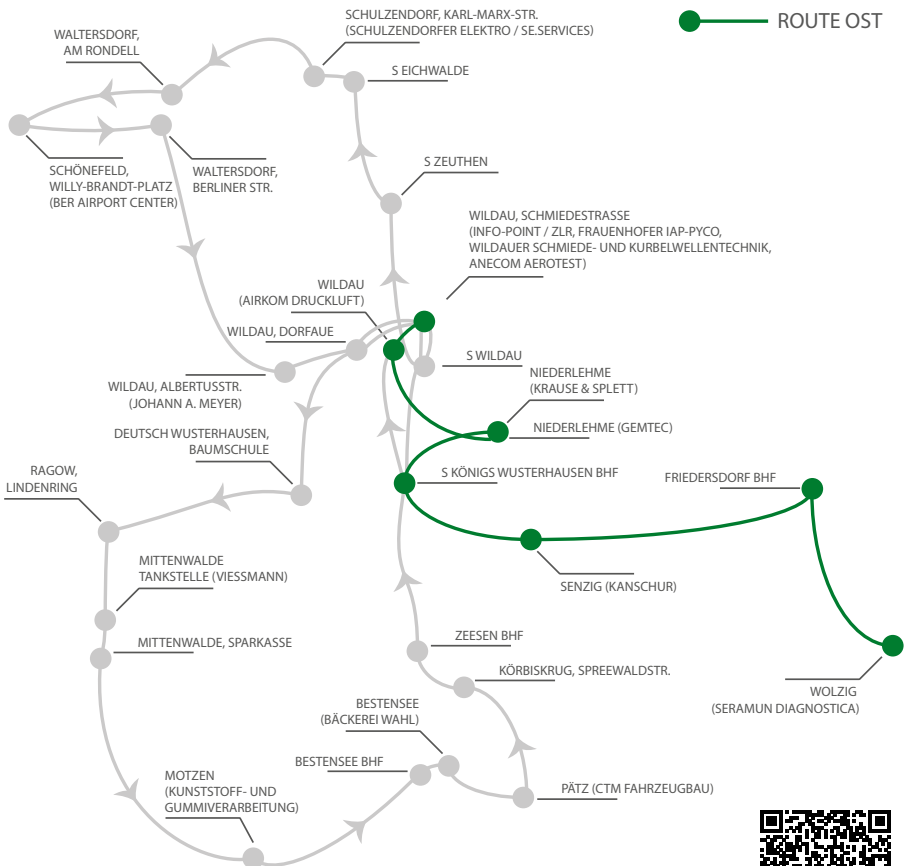 SCHULZENDORF, KARL-MARX-STR.
(SCHULZENDORFER ELEKTRO / SE.SERVICES)
ROUTE OST
WALTERSDORF,
AM RONDELL
S EICHWALDE
SCHÖNEFELD,
WILLY-BRANDT-PLATZ
(BER AIRPORT CENTER)
WALTERSDORF,
BERLINER STR.
S ZEUTHEN
WILDAU, SCHMIEDESTRASSE
(INFO-POINT / ZLR, FRAUENHOFER IAP-PYCO,
WILDAUER SCHMIEDE- UND KURBELWELLENTECHNIK,
ANECOM AEROTEST)
WILDAU
(AIRKOM DRUCKLUFT)
WILDAU, DORFAUE
S WILDAU
WILDAU, ALBERTUSSTR.
(JOHANN A. MEYER)
NIEDERLEHME
(KRAUSE & SPLETT)
NIEDERLEHME (GEMTEC)
DEUTSCH WUSTERHAUSEN,
BAUMSCHULE
RAGOW,
LINDENRING
S KÖNIGS WUSTERHAUSEN BHF
FRIEDERSDORF BHF
MITTENWALDE
TANKSTELLE (VIESSMANN)
SENZIG (KANSCHUR)
MITTENWALDE, SPARKASSE
ZEESEN BHF
KÖRBISKRUG, SPREEWALDSTR.
WOLZIG
(SERAMUN DIAGNOSTICA)
BESTENSEE
(BÄCKEREI WAHL)
BESTENSEE BHF
MOTZEN
(KUNSTSTOFF- UND
GUMMIVERARBEITUNG)
PÄTZ (CTM FAHRZEUGBAU)